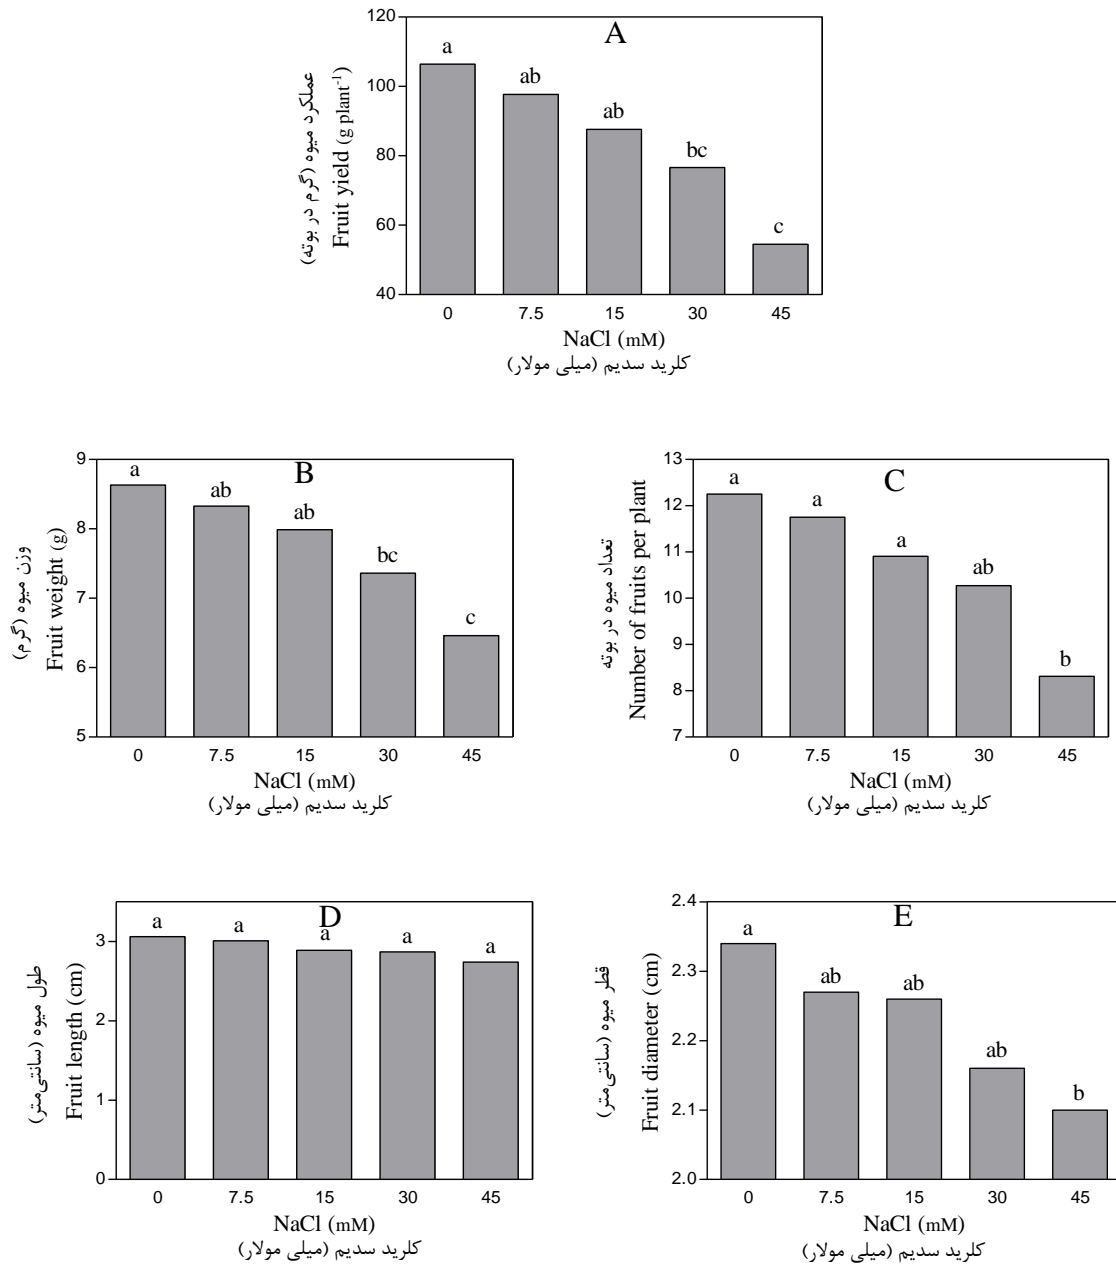 A
عملکرد میوه (گرم در بوته)
Fruit yield (g plant⁻¹)
120
100
80
60
40
a
ab
ab
bc
c
0 7.5 15 30 45
NaCl (mM)
کلرید سدیم (میلی مولار)
B
وزن میوه (گرم)
Fruit weight (g)
9
8
7
6
5
a
ab
ab
bc
c
0 7.5 15 30 45
NaCl (mM)
کلرید سدیم (میلی مولار)
C
تعداد میوه در بوته
Number of fruits per plant
13
12
11
10
9
8
7
a
a
a
ab
b
0 7.5 15 30 45
NaCl (mM)
کلرید سدیم (میلی مولار)
D
طول میوه (سانتی‌متر)
Fruit length (cm)
3
2
1
0
a
a
a
a
a
0 7.5 15 30 45
NaCl (mM)
کلرید سدیم (میلی مولار)
E
قطر میوه (سانتی‌متر)
Fruit diameter (cm)
2.4
2.3
2.2
2.1
2.0
a
ab
ab
ab
b
0 7.5 15 30 45
NaCl (mM)
کلرید سدیم (میلی مولار)